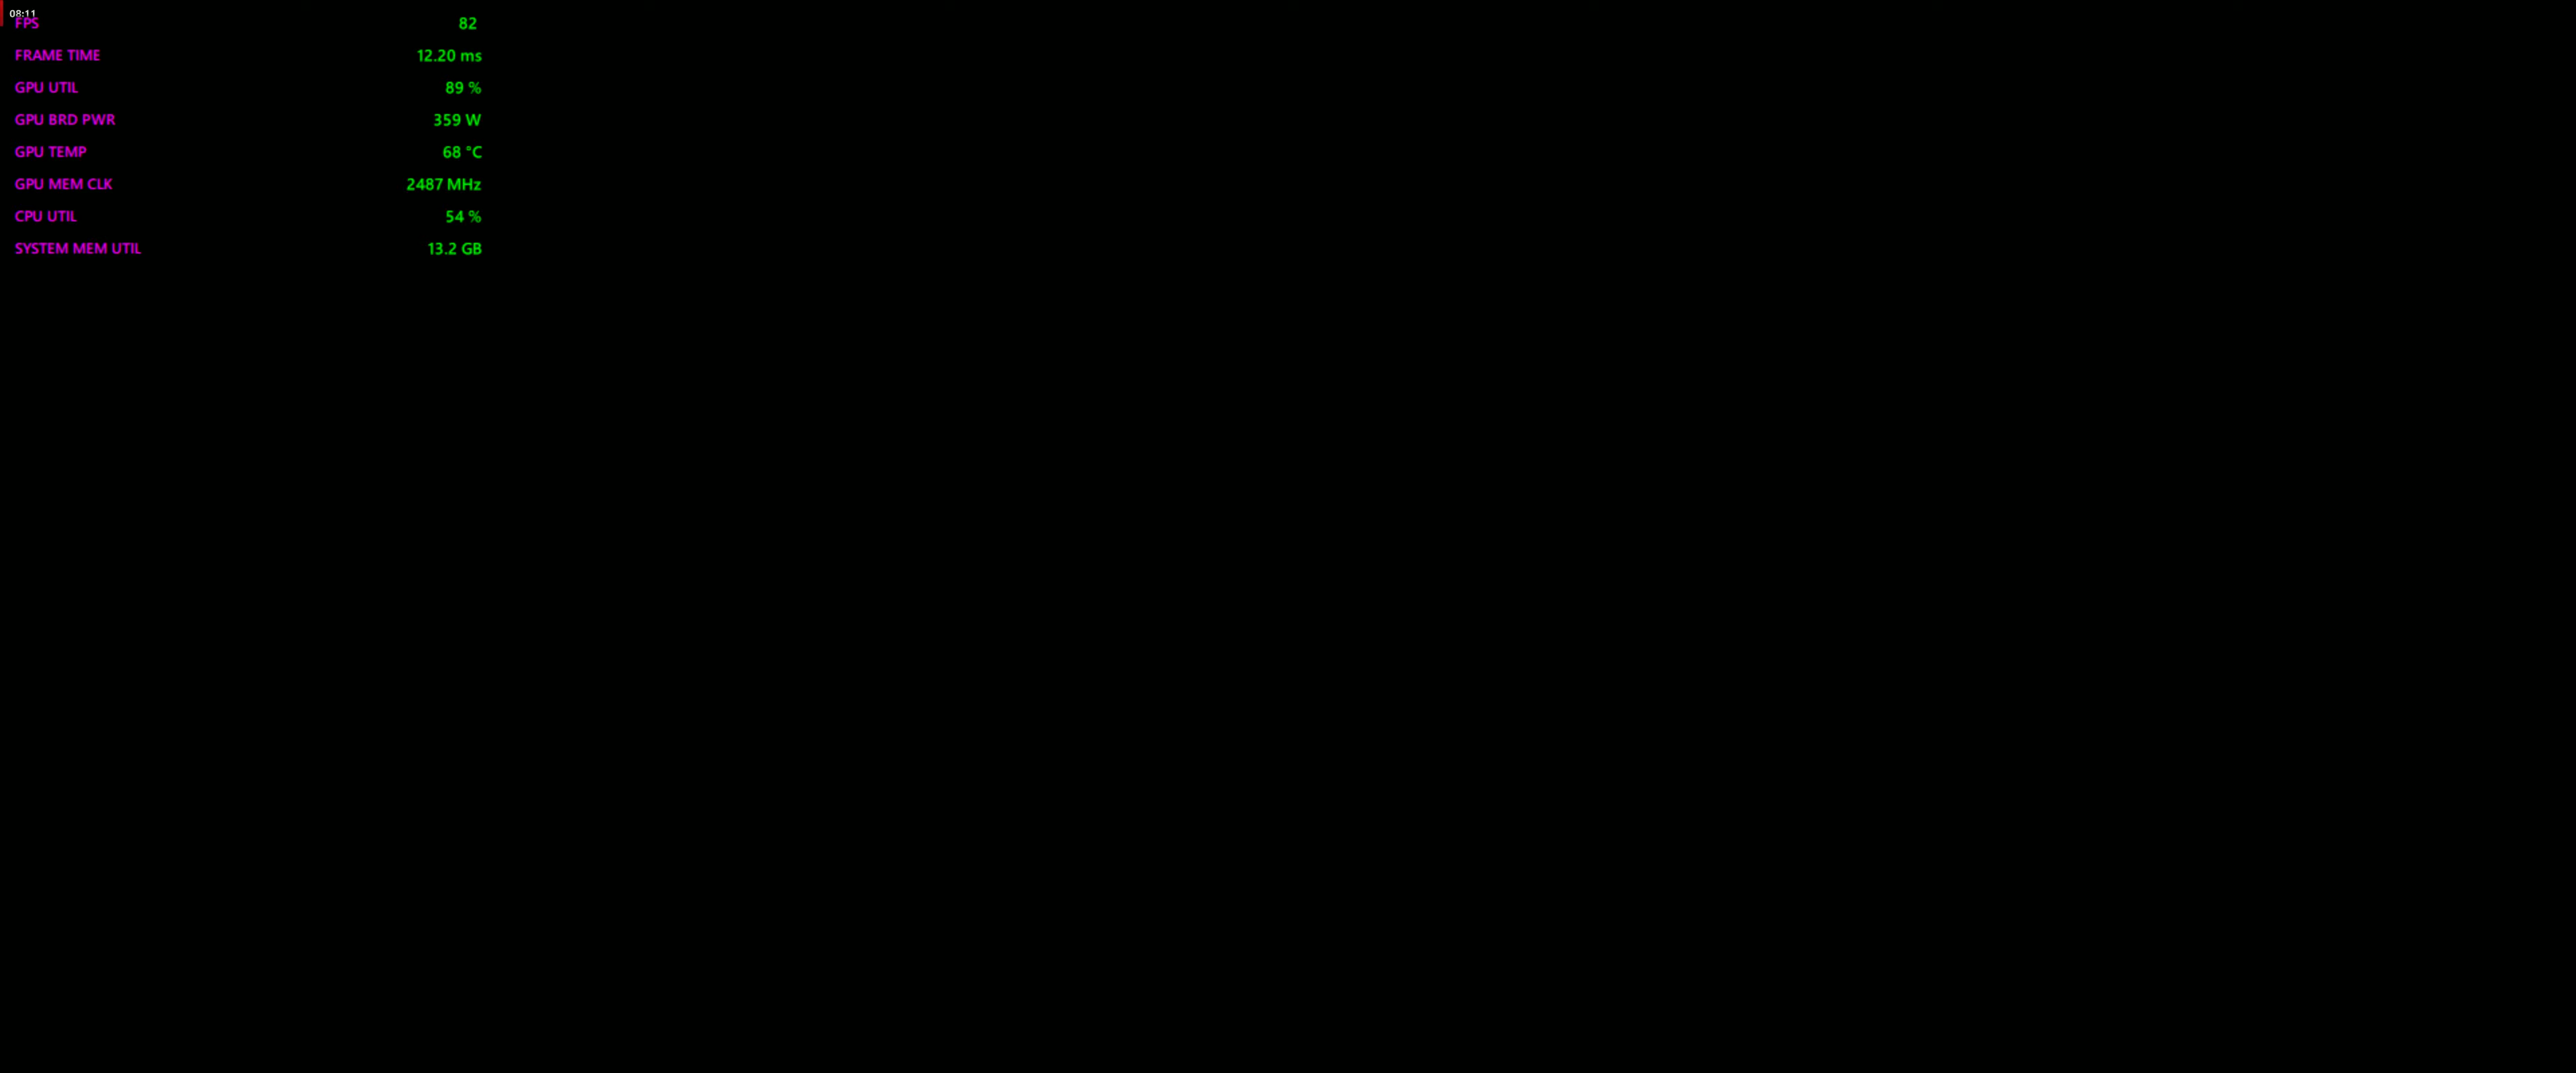 08:11
FPS 82
FRAME TIME 12.20 ms
GPU UTIL 89 %
GPU BRD PWR 359 W
GPU TEMP 68 °C
GPU MEM CLK 2487 MHz
CPU UTIL 54 %
SYSTEM MEM UTIL 13.2 GB